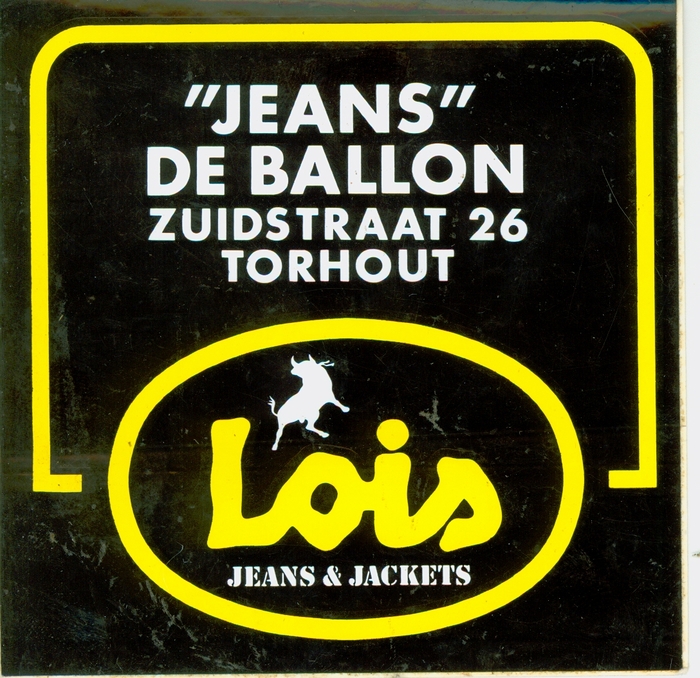 "JEANS"
DE BALLON
ZUIDSTRAAT 26
TORHOUT
Lois
JEANS & JACKETS